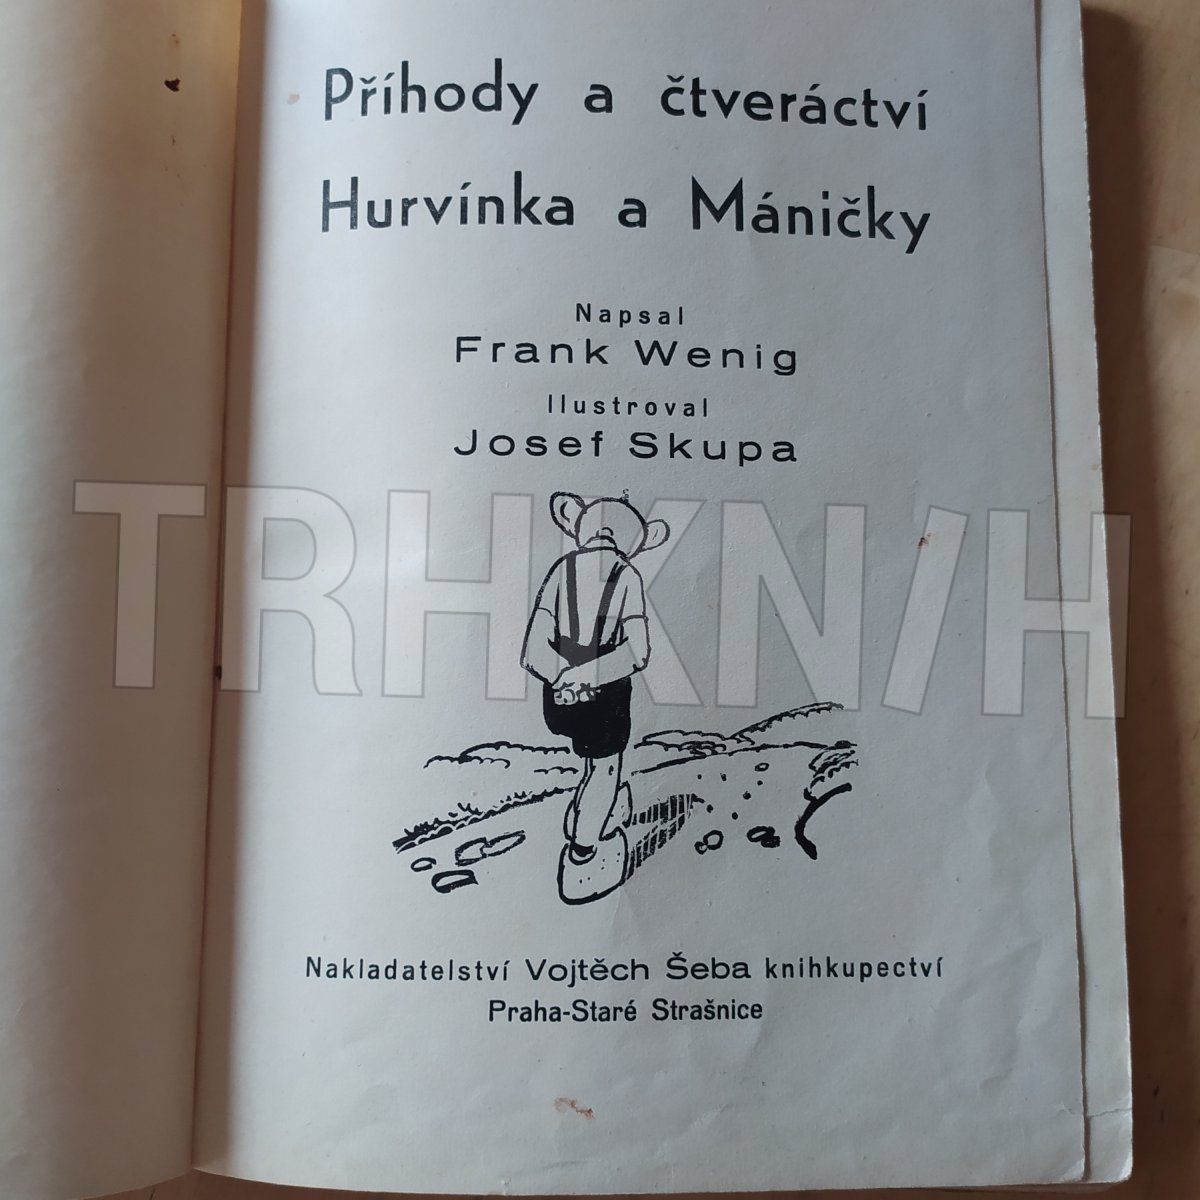 Příhody a čtveráctví
Hurvínka a Máničky
Napsal
Frank Wenig
Ilustroval
Josef Skupa
TRHKNIH
Nakladatelství Vojtěch Šeba knihkupectví
Praha-Staré Strašnice